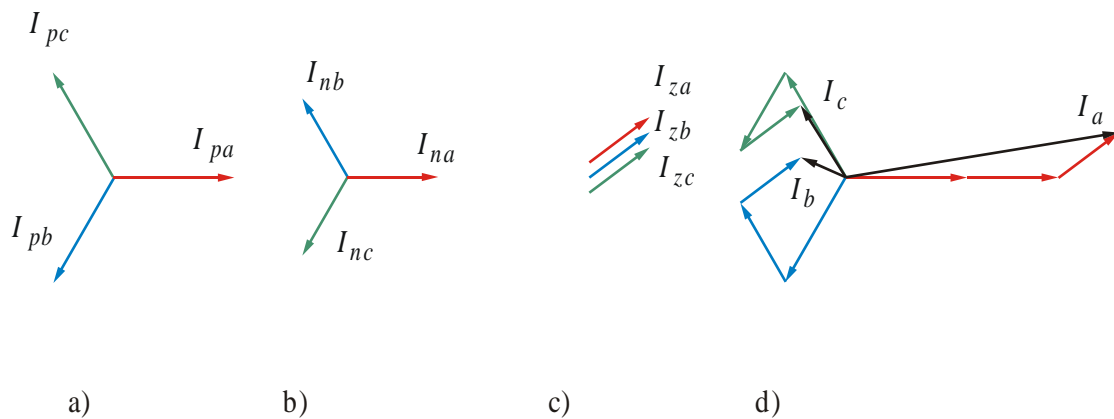 I pc
I pa
I pb
I nb
I na
I nc
I za
I zb
I zc
I c
I a
I b
a)
b)
c)
d)